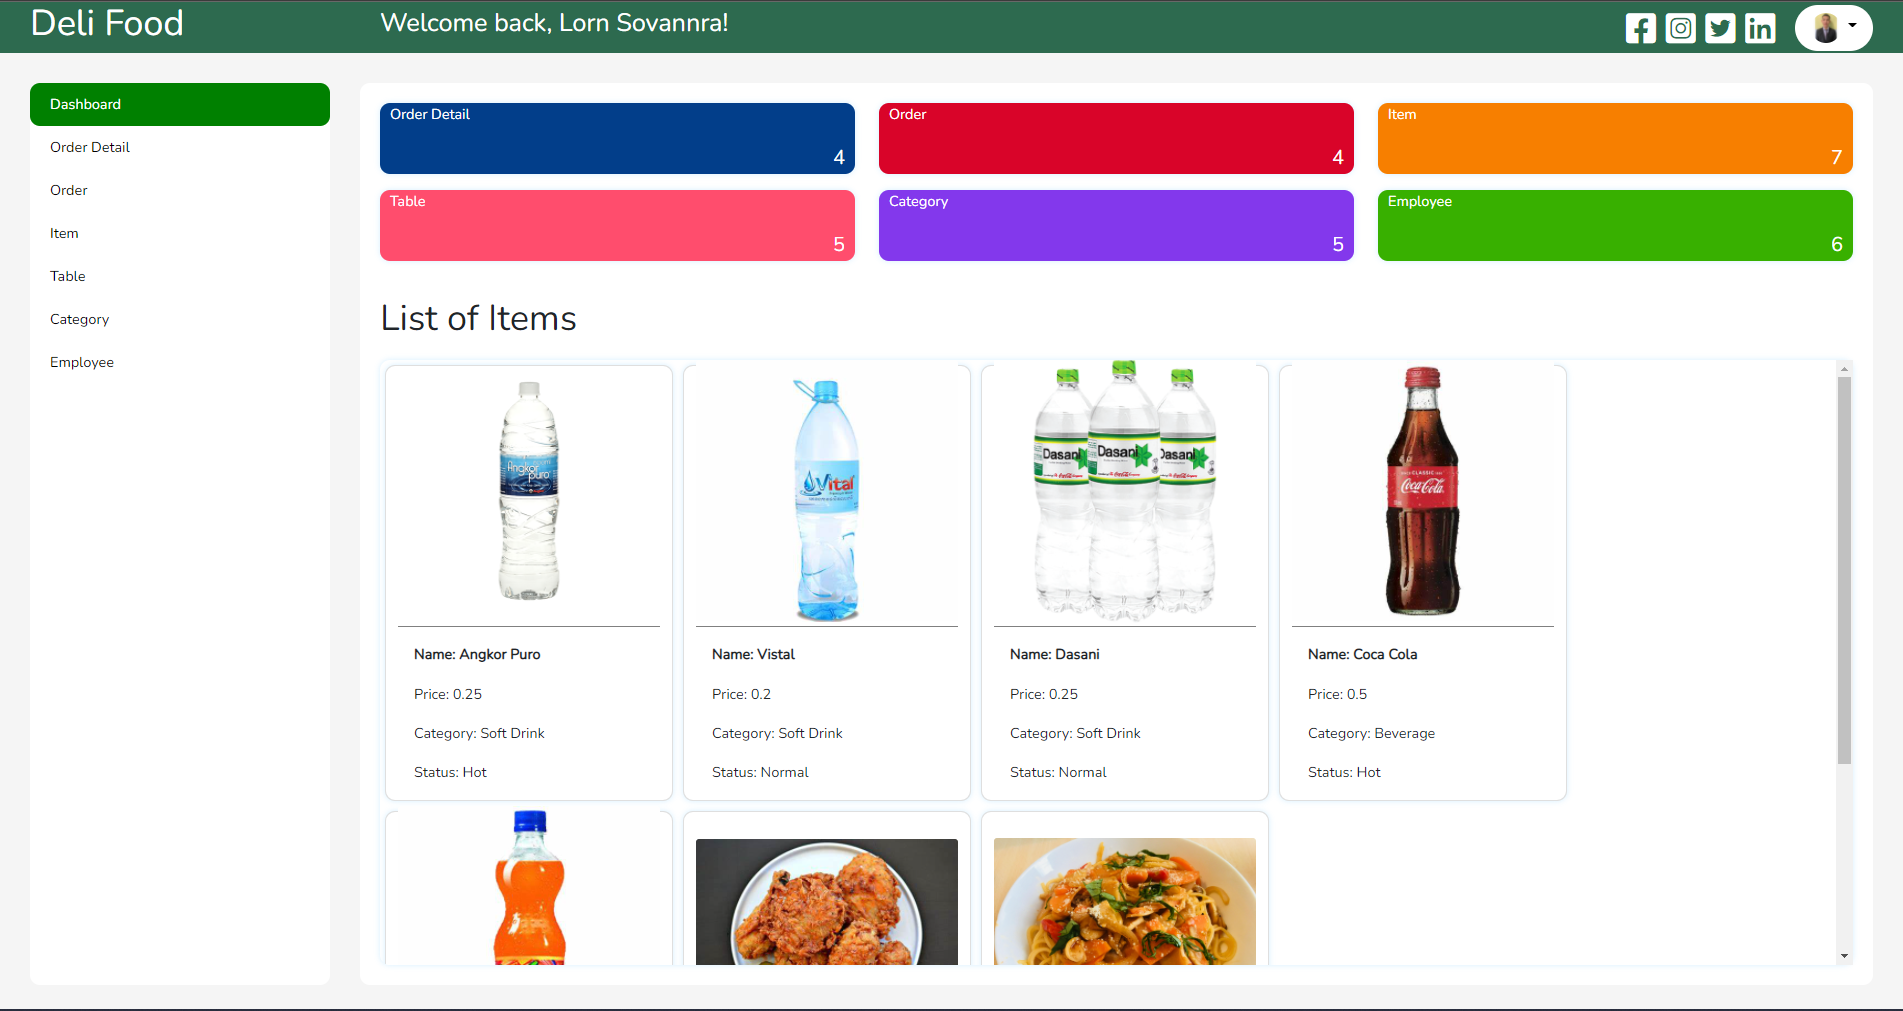 Deli Food
Welcome back, Lorn Sovannra!
Dashboard
Order Detail
Order
Item
Table
Category
Employee
Order Detail
4
Order
4
Item
7
Table
5
Category
5
Employee
6
List of Items
Angkor
puro
Name: Angkor Puro
Price: 0.25
Category: Soft Drink
Status: Hot
Vital
Name: Vistal
Price: 0.2
Category: Soft Drink
Status: Normal
Dasani
Dasani
Dasani
Name: Dasani
Price: 0.25
Category: Soft Drink
Status: Normal
CLASSIC
Coca-Cola
Name: Coca Cola
Price: 0.5
Category: Beverage
Status: Hot